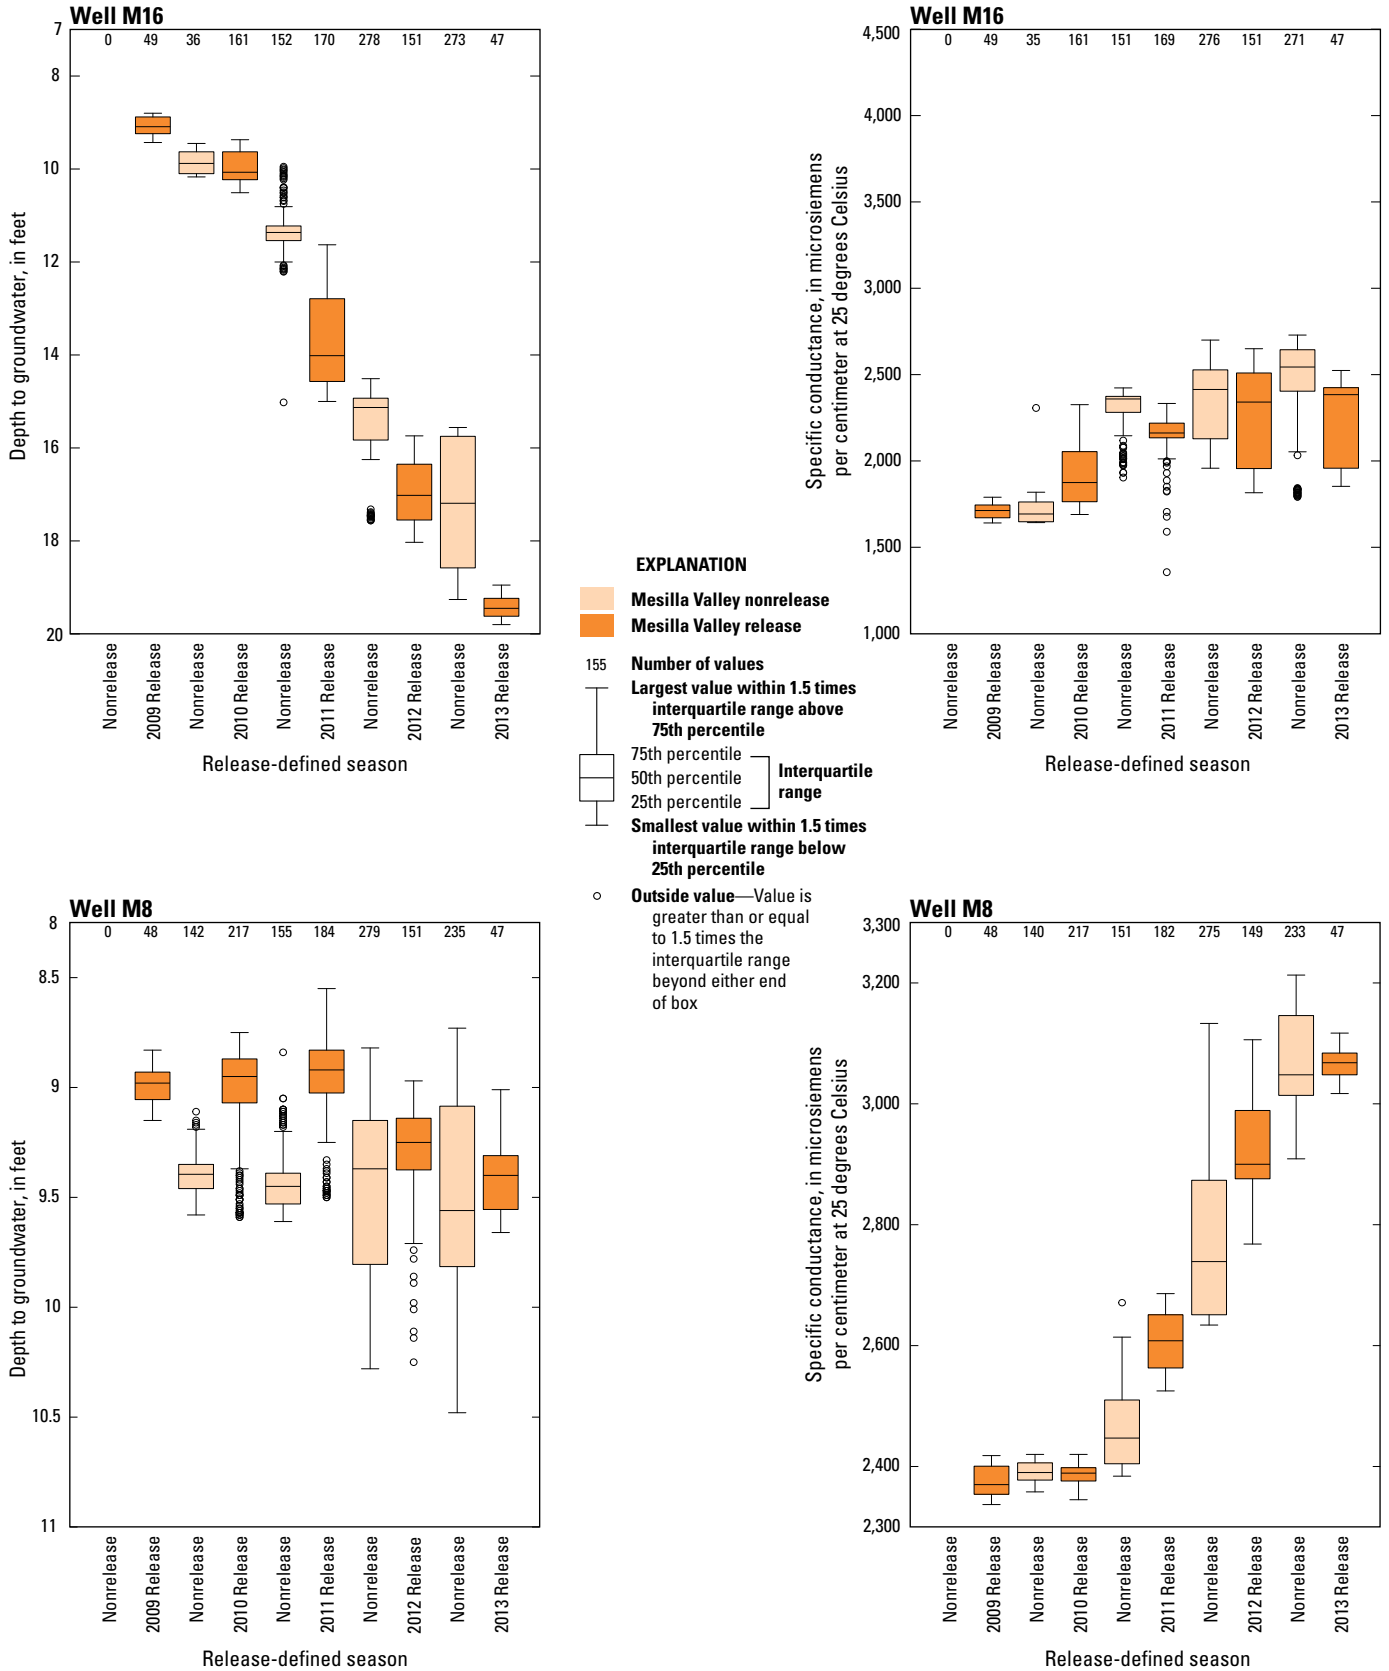 Well M16
7
8
10
12
14
16
18
20
0 49 36 161 152 170 278 151 273 47
Depth to groundwater, in feet
Nonrelease
2009 Release
Nonrelease
2010 Release
Nonrelease
2011 Release
Nonrelease
2012 Release
Nonrelease
2013 Release
Release-defined season
Well M16
4,500
4,000
3,500
3,000
2,500
2,000
1,500
1,000
0 49 35 161 151 169 276 151 271 47
Specific conductance, in microsiemens
per centimeter at 25 degrees Celsius
Nonrelease
2009 Release
Nonrelease
2010 Release
Nonrelease
2011 Release
Nonrelease
2012 Release
Nonrelease
2013 Release
Release-defined season
EXPLANATION
Mesilla Valley nonrelease
Mesilla Valley release
155 Number of values
Largest value within 1.5 times
interquartile range above
75th percentile
75th percentile
50th percentile
25th percentile
Interquartile
range
Smallest value within 1.5 times
interquartile range below
25th percentile
Outside value—Value is
greater than or equal
to 1.5 times the
interquartile range
beyond either end
of box
Well M8
8
8.5
9
9.5
10
10.5
11
0 48 142 217 155 184 279 151 235 47
Depth to groundwater, in feet
Nonrelease
2009 Release
Nonrelease
2010 Release
Nonrelease
2011 Release
Nonrelease
2012 Release
Nonrelease
2013 Release
Release-defined season
Well M8
3,300
3,200
3,000
2,800
2,600
2,400
2,300
0 48 140 217 151 182 275 149 233 47
Specific conductance, in microsiemens
per centimeter at 25 degrees Celsius
Nonrelease
2009 Release
Nonrelease
2010 Release
Nonrelease
2011 Release
Nonrelease
2012 Release
Nonrelease
2013 Release
Release-defined season